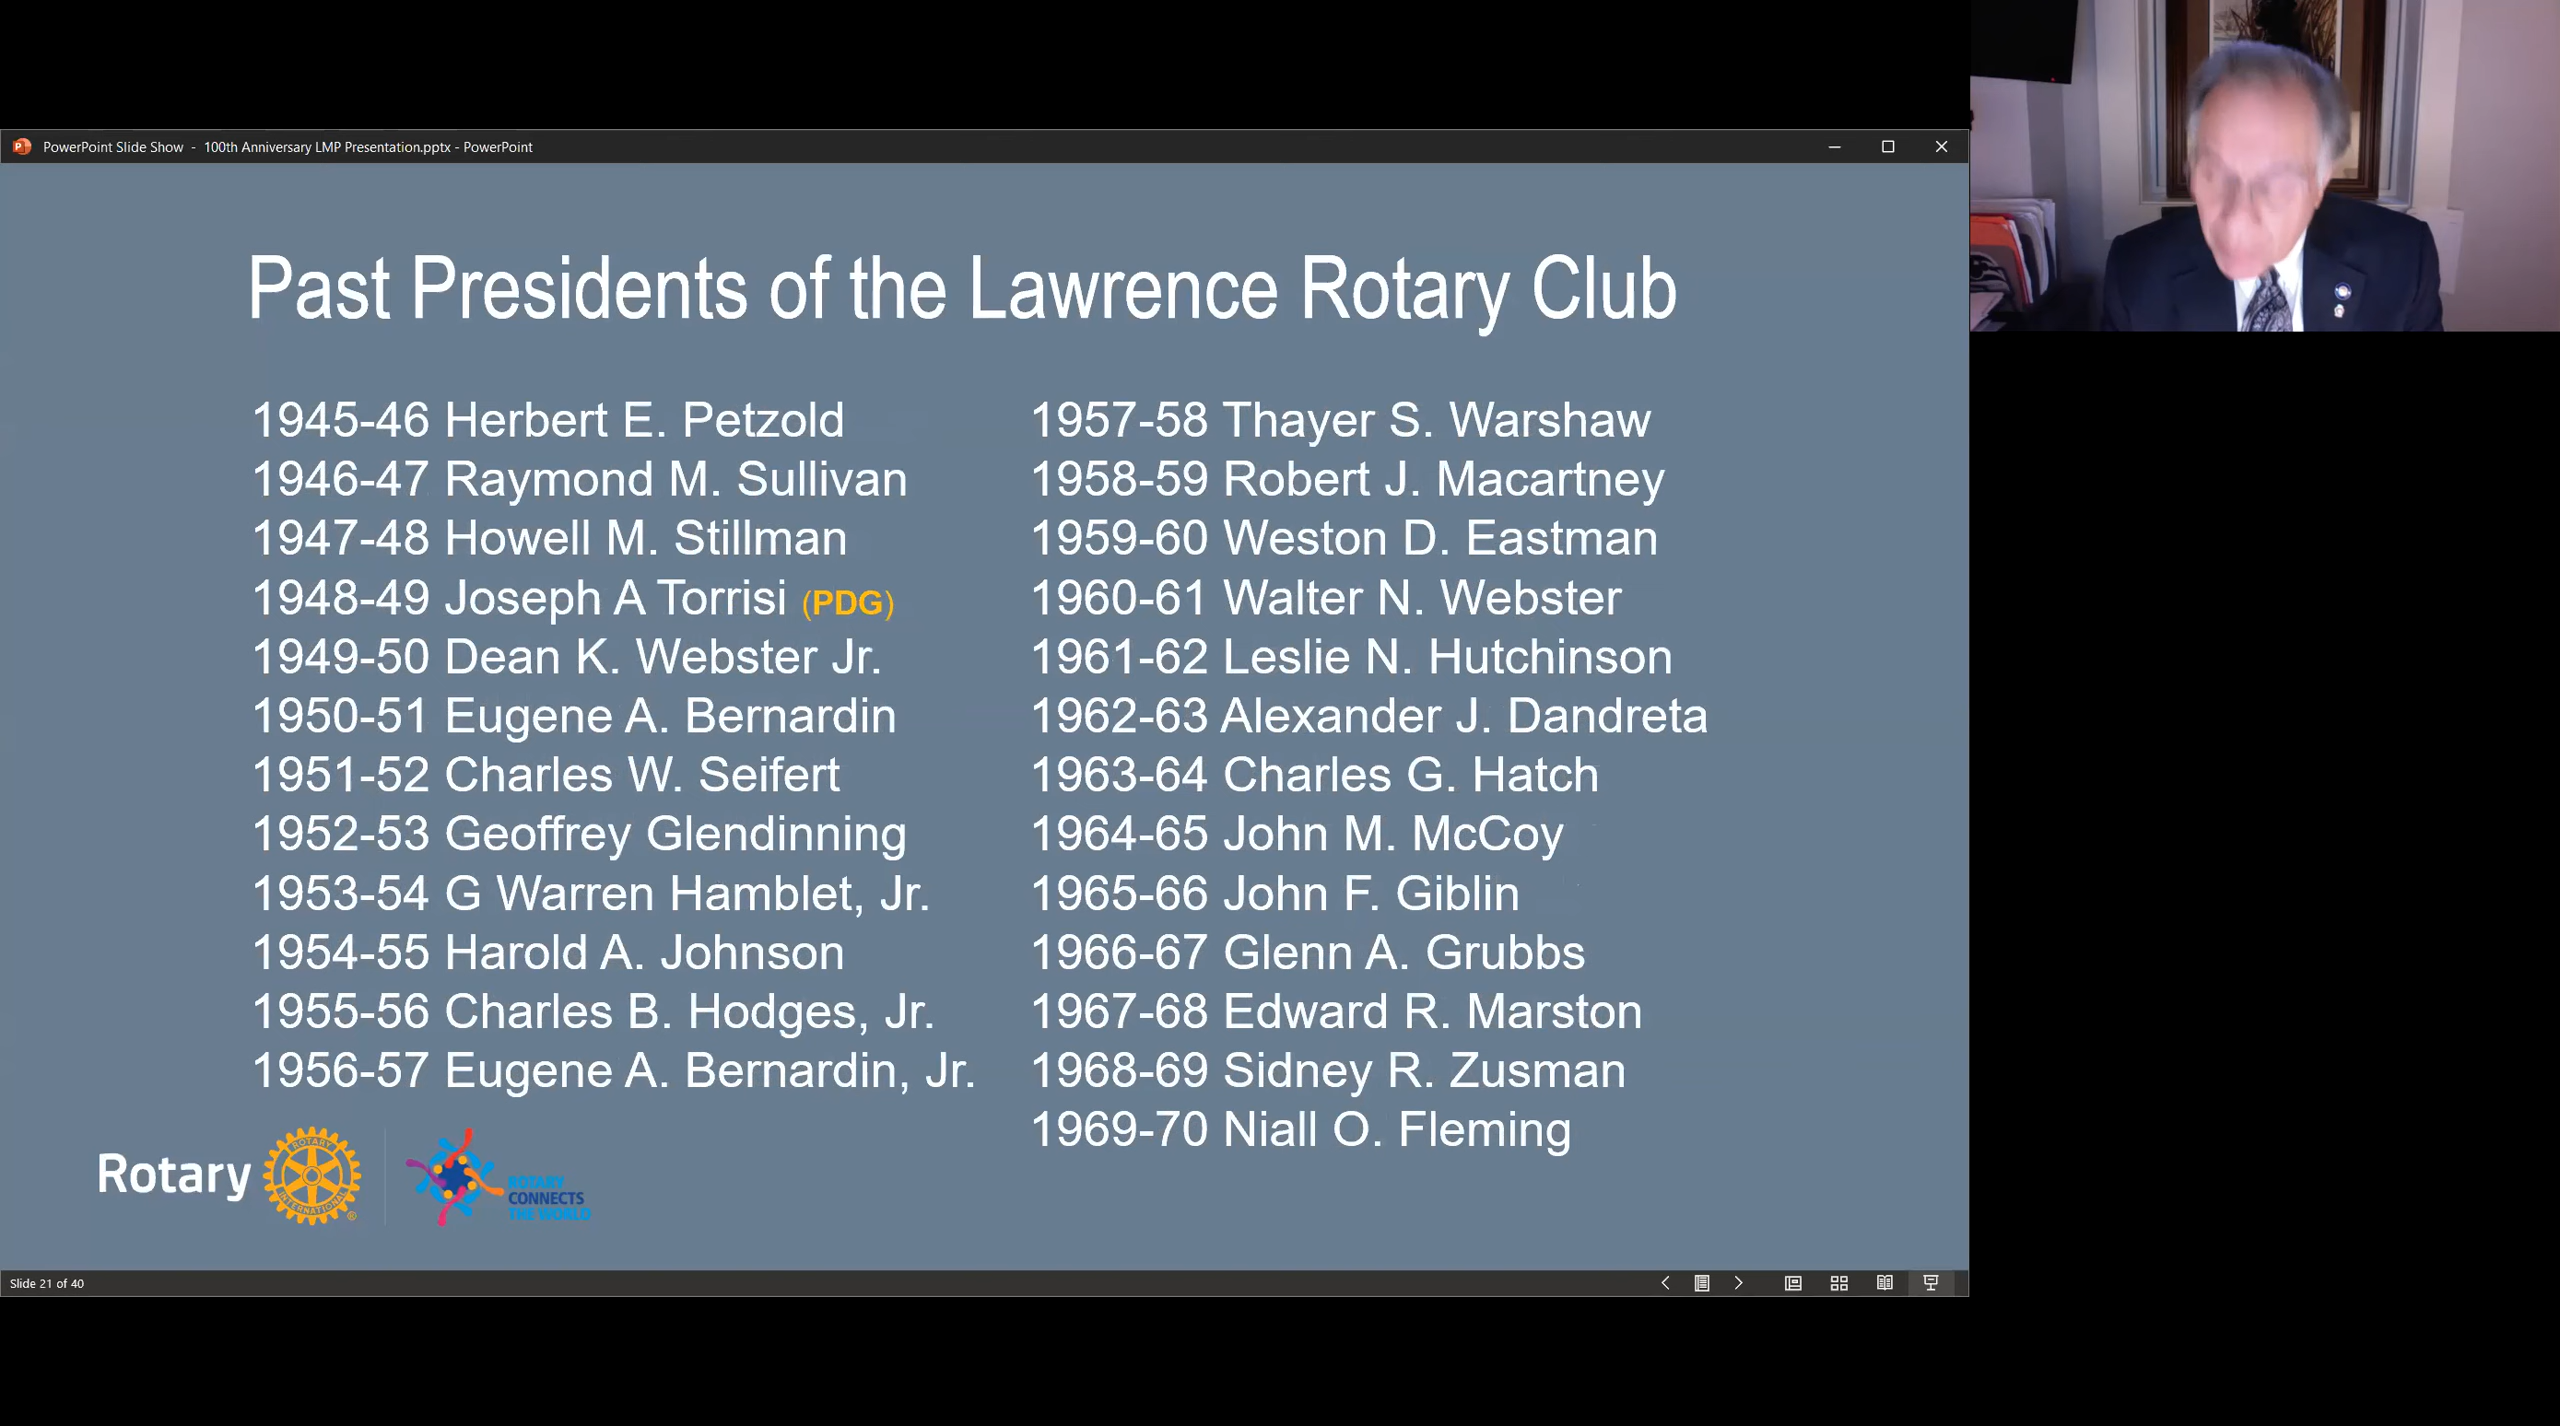 PowerPoint Slide Show - 100th Anniversary LMP Presentation.pptx - PowerPoint
Past Presidents of the Lawrence Rotary Club
1945-46 Herbert E. Petzold
1946-47 Raymond M. Sullivan
1947-48 Howell M. Stillman
1948-49 Joseph A Torrisi (PDG)
1949-50 Dean K. Webster Jr.
1950-51 Eugene A. Bernardin
1951-52 Charles W. Seifert
1952-53 Geoffrey Glendinning
1953-54 G Warren Hamblet, Jr.
1954-55 Harold A. Johnson
1955-56 Charles B. Hodges, Jr.
1956-57 Eugene A. Bernardin, Jr.
1957-58 Thayer S. Warshaw
1958-59 Robert J. Macartney
1959-60 Weston D. Eastman
1960-61 Walter N. Webster
1961-62 Leslie N. Hutchinson
1962-63 Alexander J. Dandreta
1963-64 Charles G. Hatch
1964-65 John M. McCoy
1965-66 John F. Giblin
1966-67 Glenn A. Grubbs
1967-68 Edward R. Marston
1968-69 Sidney R. Zusman
1969-70 Niall O. Fleming
Rotary
ROTARY
INTERNATIONAL
®
ROTARY
CONNECTS
THE WORLD
Slide 21 of 40